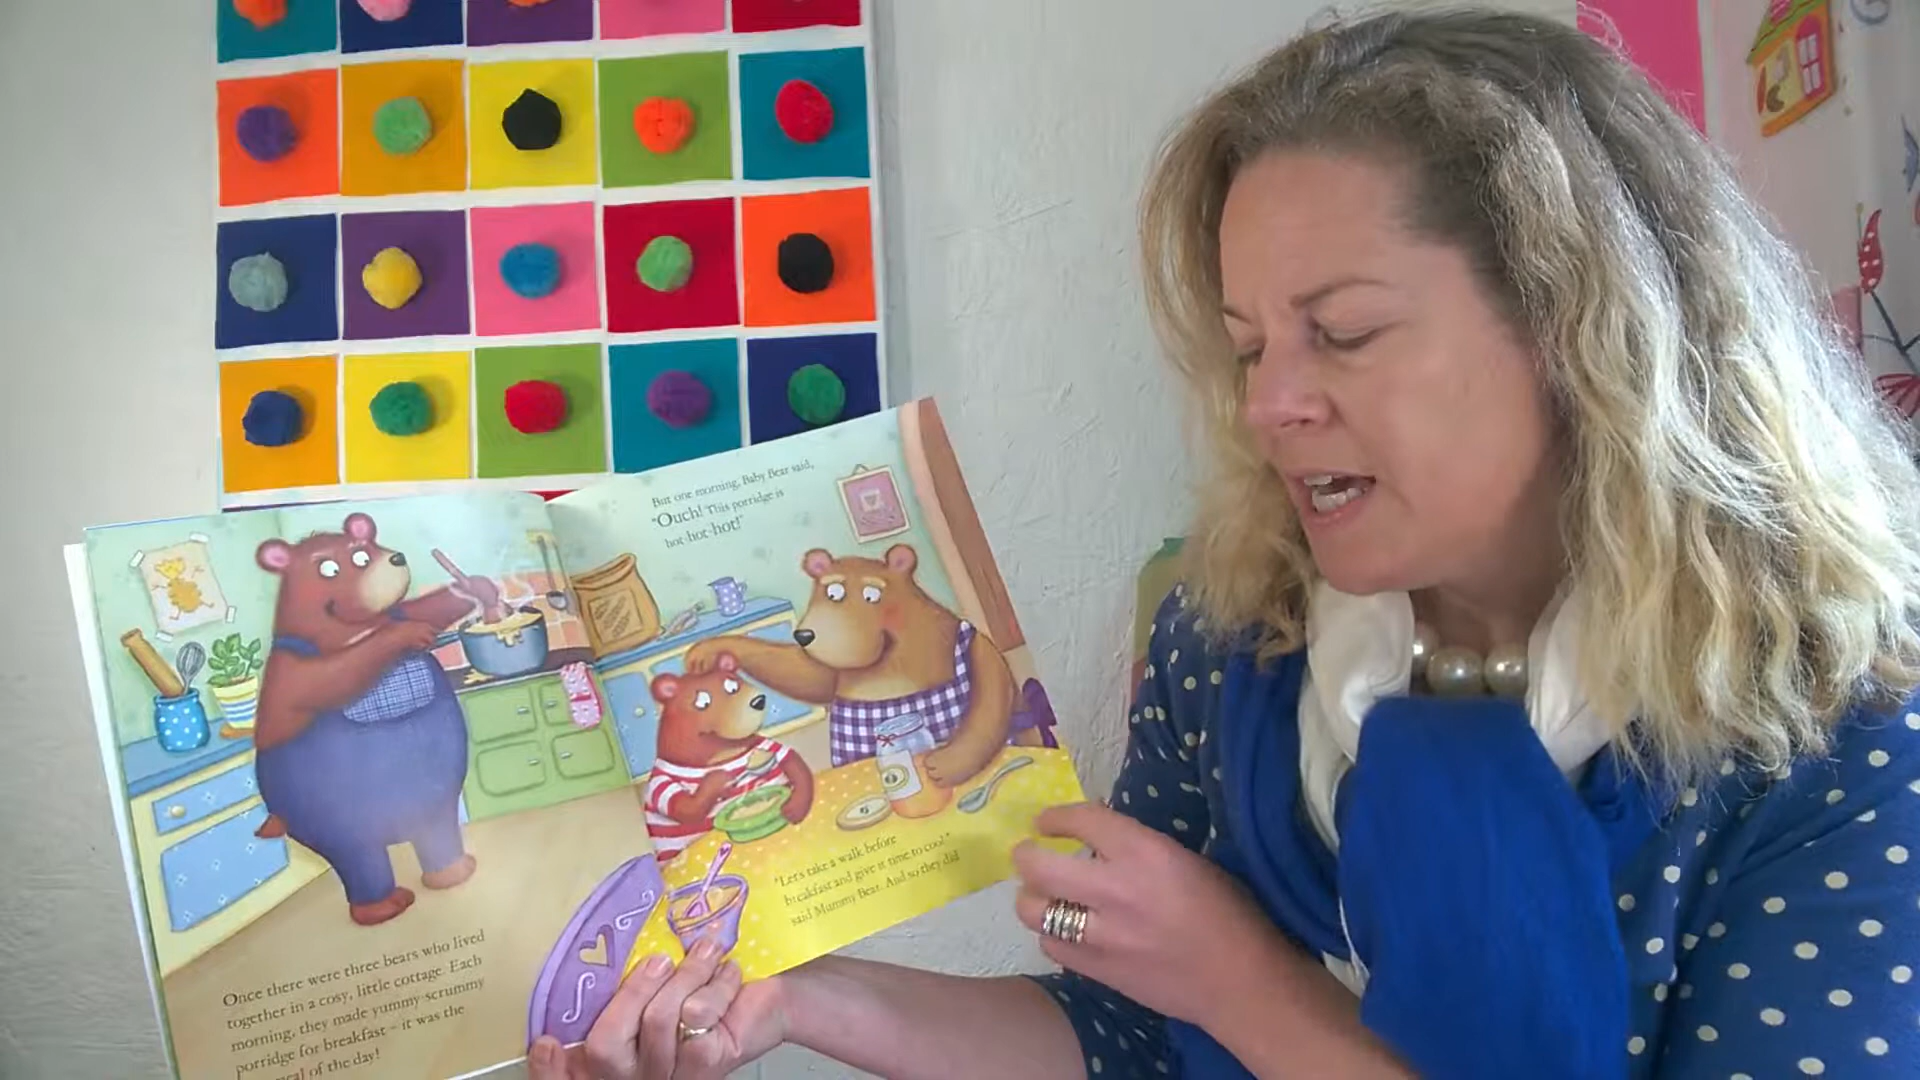 Once there were three bears who lived
together in a cosy, little cottage. Each
morning, they made yummy-scrummy
porridge for breakfast – it was the
meal of the day!
But one morning, Baby Bear said,
"Ouch! This porridge is
hot-hot-hot!"
"Let's take a walk before
breakfast and give it time to cool,"
said Mummy Bear. And so they did